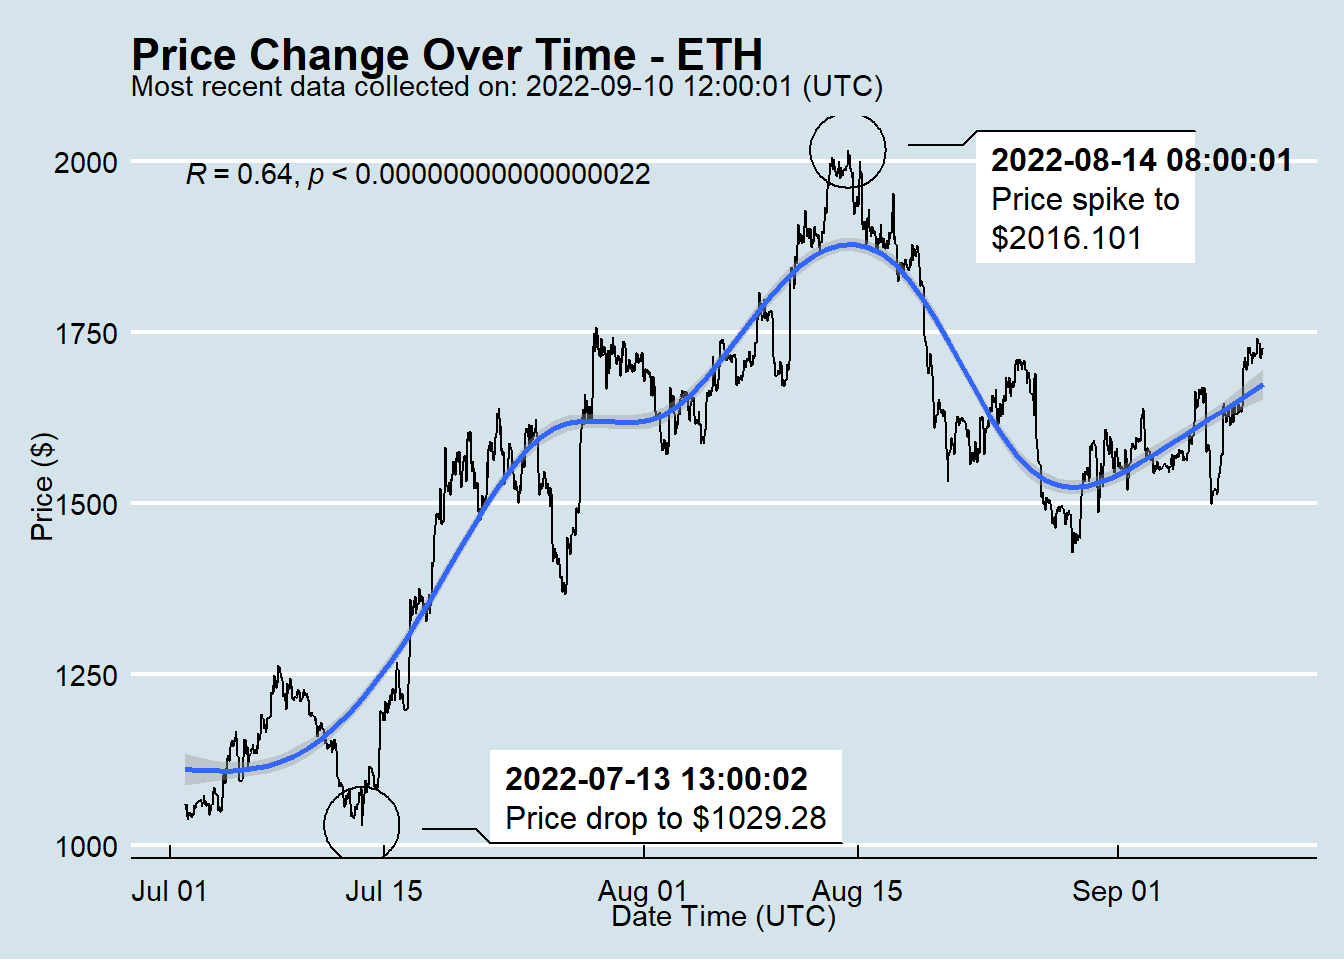 Price Change Over Time - ETH
Most recent data collected on: 2022-09-10 12:00:01 (UTC)
R = 0.64, p < 0.00000000000000022
2022-08-14 08:00:01
Price spike to
$2016.101
2022-07-13 13:00:02
Price drop to $1029.28
Price ($)
2000
1750
1500
1250
1000
Jul 01
Jul 15
Aug 01
Aug 15
Sep 01
Date Time (UTC)